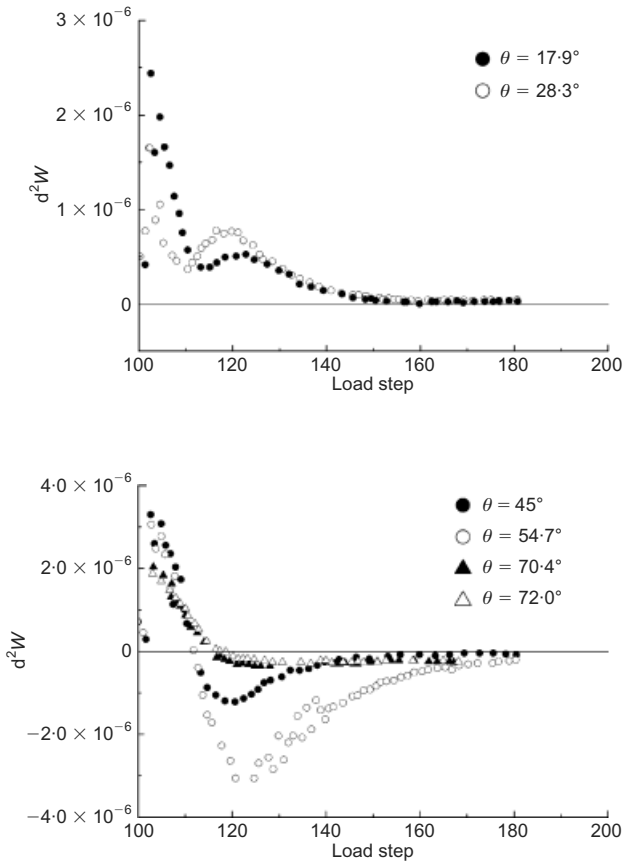 3 × 10⁻⁶
2 × 10⁻⁶
1 × 10⁻⁶
0
d²W
100 120 140 160 180 200
Load step
θ = 17·9°
θ = 28·3°
4·0 × 10⁻⁶
2·0 × 10⁻⁶
0
−2·0 × 10⁻⁶
−4·0 × 10⁻⁶
d²W
100 120 140 160 180 200
Load step
θ = 45°
θ = 54·7°
θ = 70·4°
θ = 72·0°